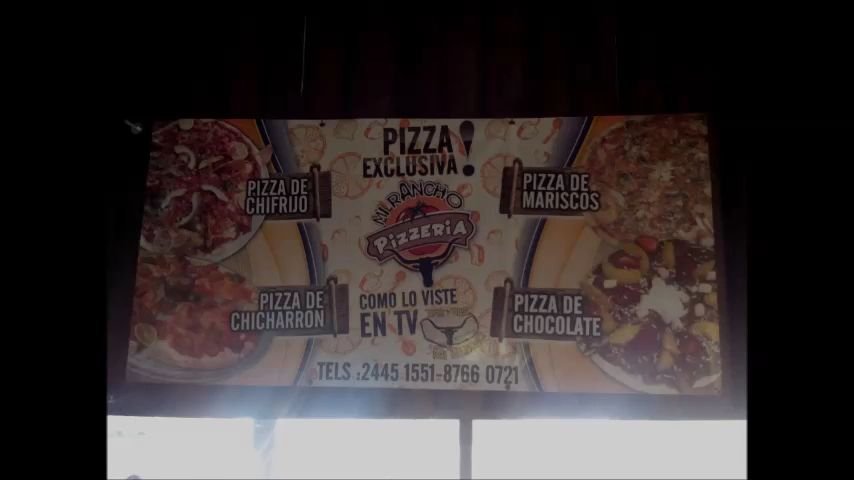 PIZZA
EXCLUSIVA!
PIZZA DE
CHIFRIJO
PIZZA DE
MARISCOS
MI RANCHO
PIZZERIA
PIZZA DE
CHICHARRON
COMO LO VISTE
EN TV
PIZZA DE
CHOCOLATE
TELS :2445 1551-8766 0721